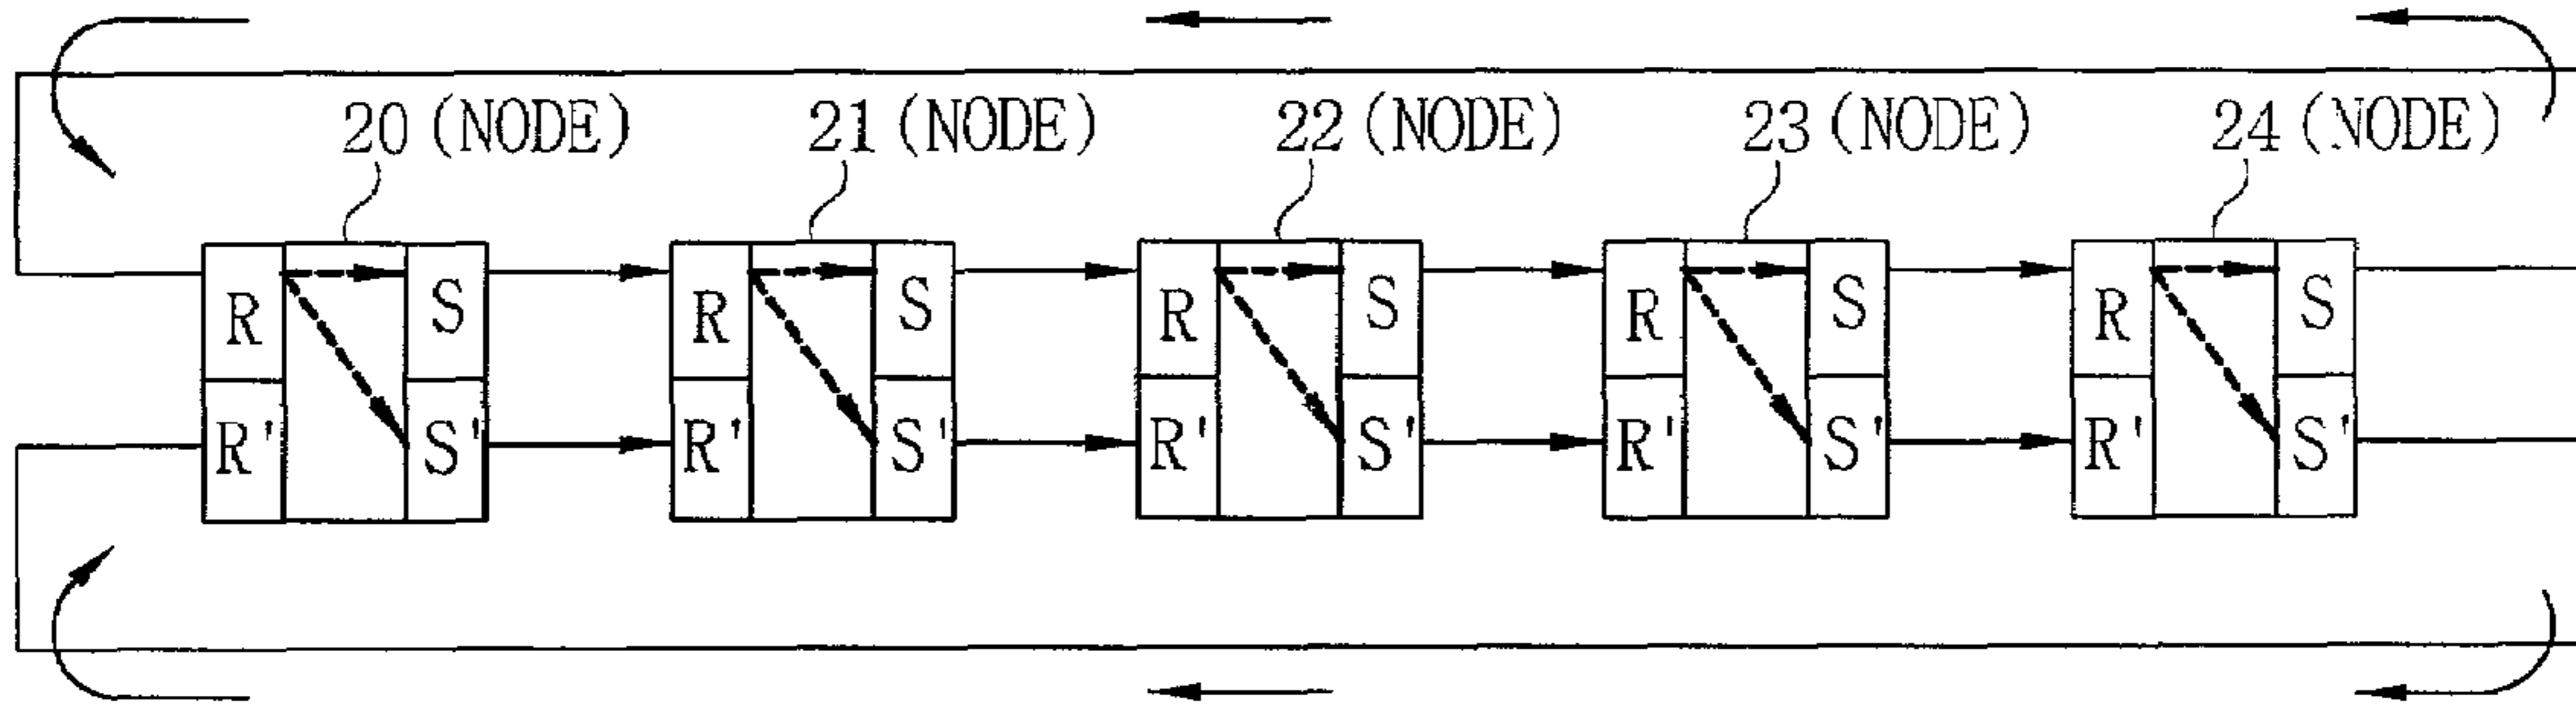 20 (NODE) 21 (NODE) 22 (NODE) 23 (NODE) 24 (NODE)
R S R S R S R S R S
R' S' R' S' R' S' R' S' R' S'